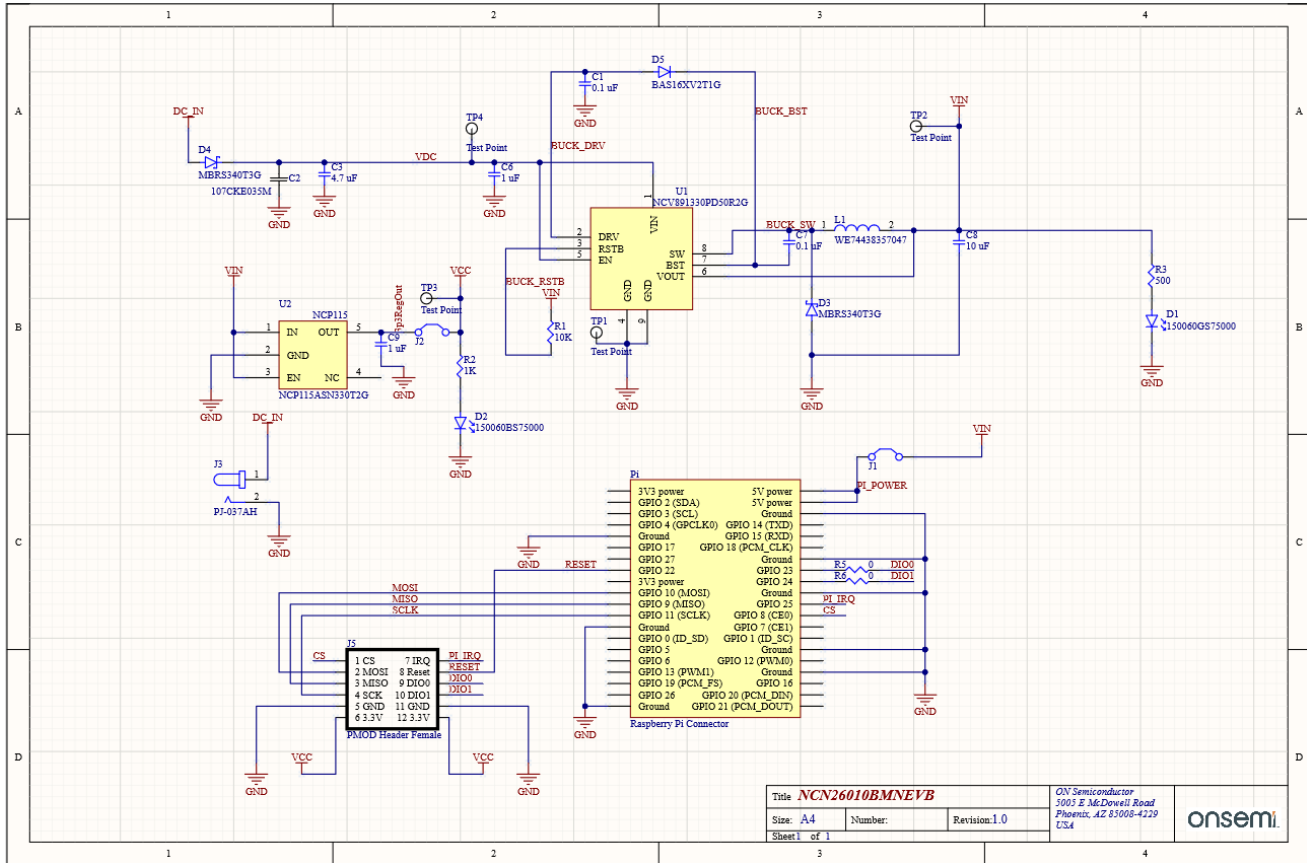 1 2 3 4
A A
DC_IN
D4
MBRS340T3G
107CKE035M
C2
GND
C3
4.7 uF
GND
VDC
TP4
Test Point
C6
1 uF
GND
C1
0.1 uF
GND
D5
BAS16XV2T1G
BUCK_DRV
BUCK_BST
U1
NCV891330PD50R2G
1
VIN
2 DRV
3 RSTB
5 EN
SW 8
BST 7
VOUT 6
GND GND
4 9
TP1
Test Point
GND
BUCK_RSTB
VIN
R1
10K
BUCK_SW
C7
0.1 uF
1 L1 2
WE74438357047
D3
MBRS340T3G
GND
TP2
Test Point
VIN
C8
10 uF
R3
500
D1
150060GS75000
GND
B B
VIN
U2
NCP115
1 IN OUT 5
2 GND
3 EN NC 4
NCP115ASN330T2G
GND
3p3RegOut
C9
1 uF
GND
J2
TP3
Test Point
VCC
R2
1K
D2
150060BS75000
GND
DC_IN
J3
1
2
PJ-037AH
GND
C C
Pi
3V3 power 5V power
GPIO 2 (SDA) 5V power
GPIO 3 (SCL) Ground
GPIO 4 (GPCLK0) GPIO 14 (TXD)
Ground GPIO 15 (RXD)
GPIO 17 GPIO 18 (PCM_CLK)
GPIO 27 Ground
GPIO 22 GPIO 23
3V3 power GPIO 24
GPIO 10 (MOSI) Ground
GPIO 9 (MISO) GPIO 25
GPIO 11 (SCLK) GPIO 8 (CE0)
Ground GPIO 7 (CE1)
GPIO 0 (ID_SD) GPIO 1 (ID_SC)
GPIO 5 Ground
GPIO 6 GPIO 12 (PWM0)
GPIO 13 (PWM1) Ground
GPIO 19 (PCM_FS) GPIO 16
GPIO 26 GPIO 20 (PCM_DIN)
Ground GPIO 21 (PCM_DOUT)
Raspberry Pi Connector
J1
VIN
PI_POWER
R5 0 DIO0
R6 0 DIO1
PI_IRQ
CS
GND
GND
GND
RESET
MOSI
MISO
SCLK
J5
CS
1 CS 7 IRQ
2 MOSI 8 Reset
3 MISO 9 DIO0
4 SCK 10 DIO1
5 GND 11 GND
6 3.3V 12 3.3V
PMOD Header Female
PI_IRQ
RESET
DIO0
DIO1
VCC
VCC
GND
GND
D D
Title NCN26010BMNEVB
Size: A4 Number: Revision:1.0
Sheet1 of 1
ON Semiconductor
5005 E McDowell Road
Phoenix, AZ 85008-4229
USA
onsemi.
1 2 3 4